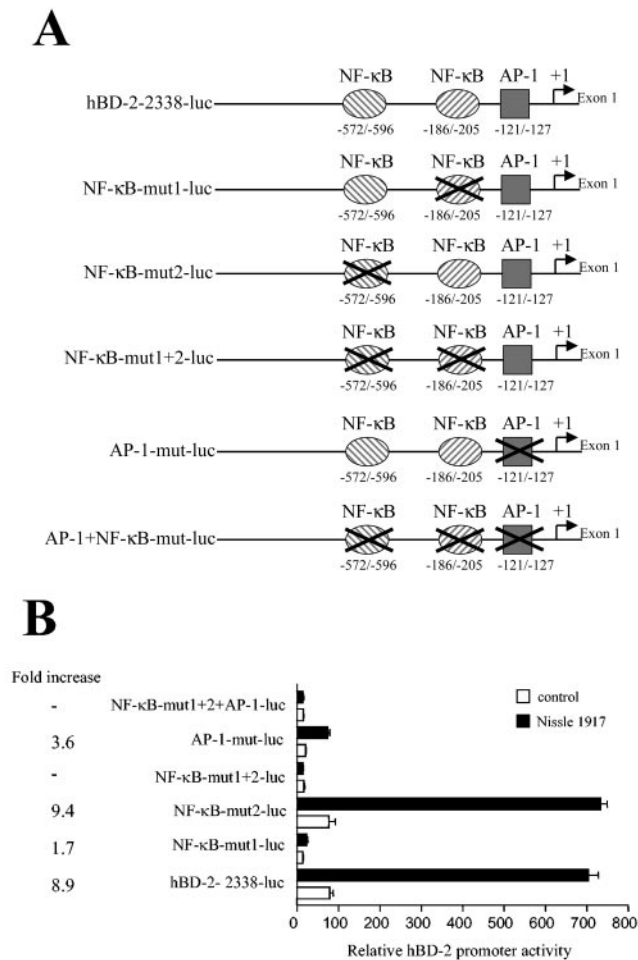 A
NF-κB NF-κB AP-1 +1
hBD-2-2338-luc Exon 1
-572/-596 -186/-205 -121/-127
NF-κB NF-κB AP-1 +1
NF-κB-mut1-luc Exon 1
-572/-596 -186/-205 -121/-127
NF-κB NF-κB AP-1 +1
NF-κB-mut2-luc Exon 1
-572/-596 -186/-205 -121/-127
NF-κB NF-κB AP-1 +1
NF-κB-mut1+2-luc Exon 1
-572/-596 -186/-205 -121/-127
NF-κB NF-κB AP-1 +1
AP-1-mut-luc Exon 1
-572/-596 -186/-205 -121/-127
NF-κB NF-κB AP-1 +1
AP-1+NF-κB-mut-luc Exon 1
-572/-596 -186/-205 -121/-127
B
Fold increase
- NF-κB-mut1+2+AP-1-luc
control
Nissle 1917
3.6 AP-1-mut-luc
- NF-κB-mut1+2-luc
9.4 NF-κB-mut2-luc
1.7 NF-κB-mut1-luc
8.9 hBD-2- 2338-luc
0 100 200 300 400 500 600 700 800
Relative hBD-2 promoter activity